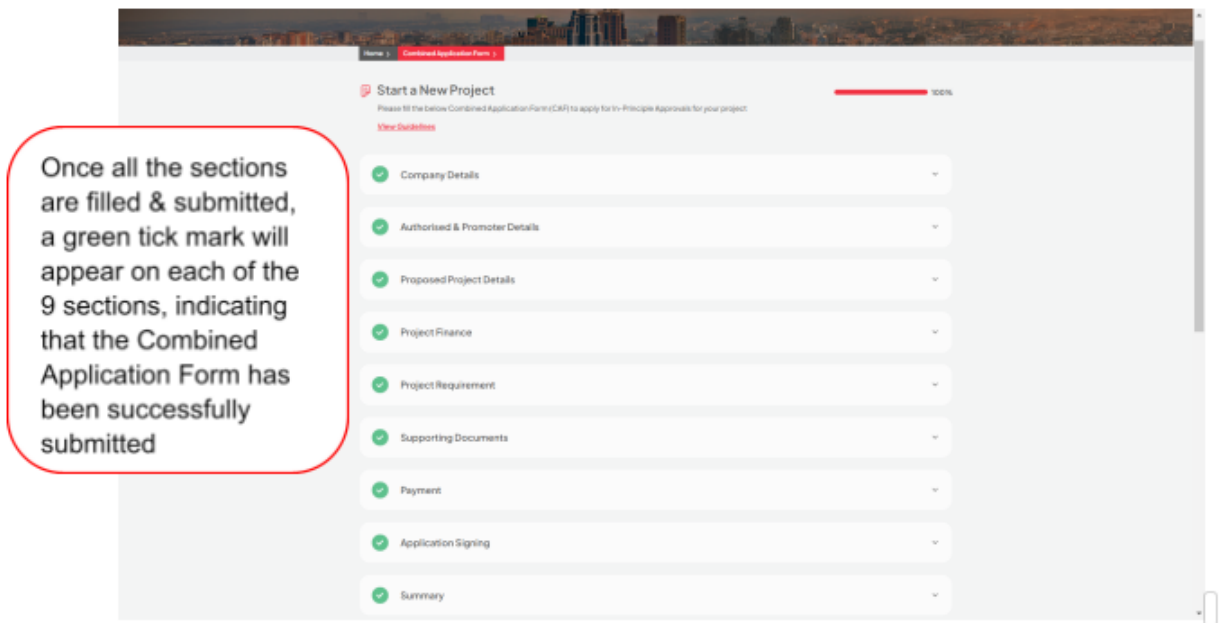 Home >
Combined Application Form >
Start a New Project
100%
Please fill the below Combined Application Form (CAF) to apply for In- Principle Approvals for your project
View Guidelines
Once all the sections
are filled & submitted,
a green tick mark will
appear on each of the
9 sections, indicating
that the Combined
Application Form has
been successfully
submitted
Company Details
Authorised & Promoter Details
Proposed Project Details
Project Finance
Project Requirement
Supporting Documents
Payment
Application Signing
Summary